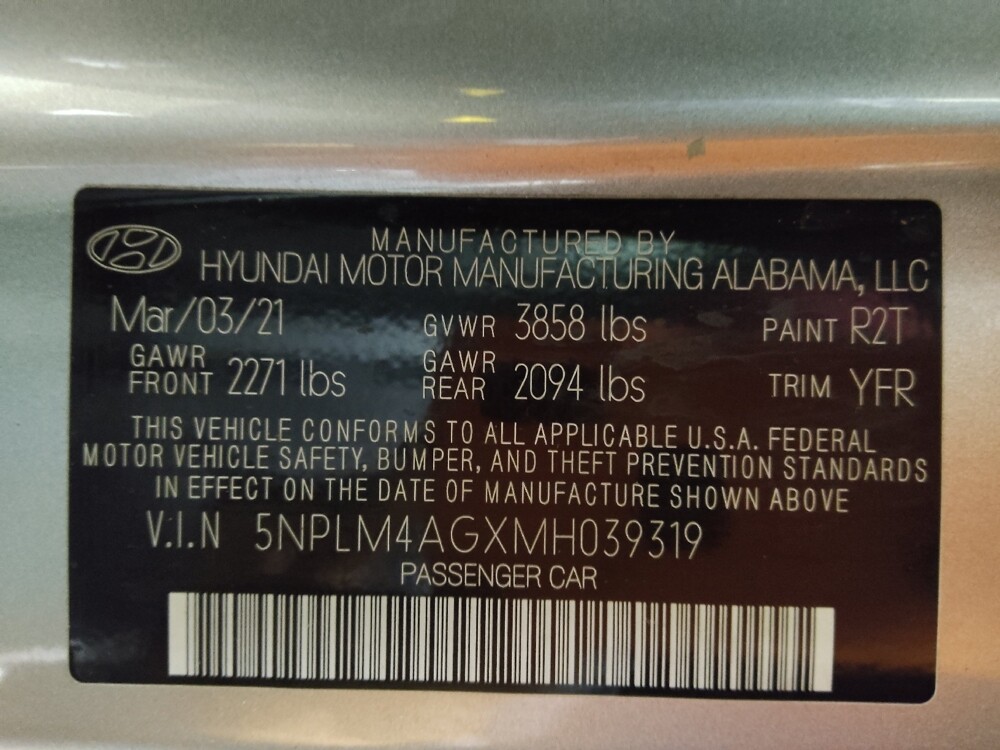 MANUFACTURED BY
HYUNDAI MOTOR MANUFACTURING ALABAMA, LLC
Mar/03/21 GVWR 3858 lbs PAINT R2T
GAWR FRONT 2271 lbs GAWR REAR 2094 lbs TRIM YFR
THIS VEHICLE CONFORMS TO ALL APPLICABLE U.S.A. FEDERAL
MOTOR VEHICLE SAFETY, BUMPER, AND THEFT PREVENTION STANDARDS
IN EFFECT ON THE DATE OF MANUFACTURE SHOWN ABOVE
V.I.N 5NPLM4AGXMH039319
PASSENGER CAR